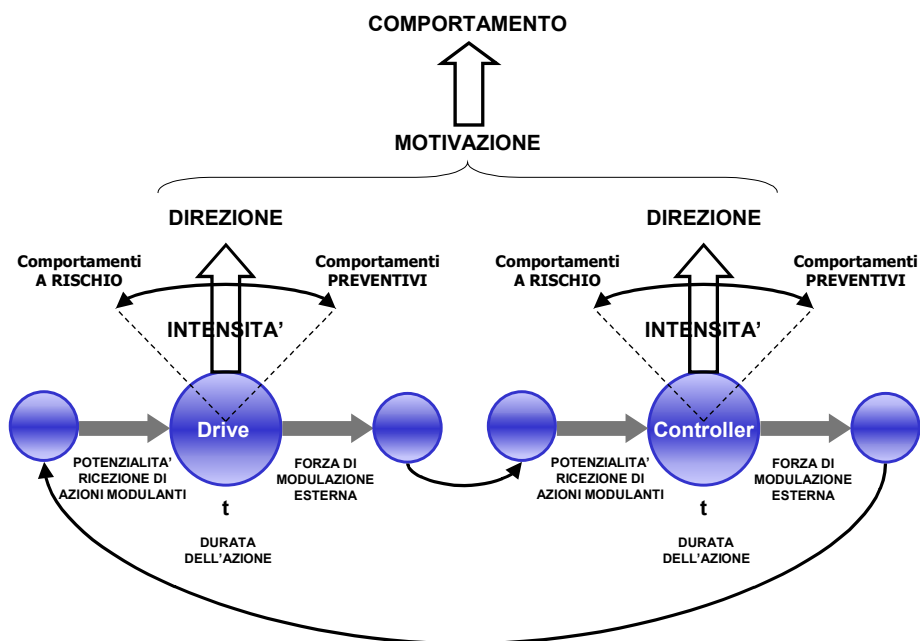 COMPORTAMENTO
MOTIVAZIONE
DIREZIONE
DIREZIONE
Comportamenti
A RISCHIO
Comportamenti
PREVENTIVI
Comportamenti
A RISCHIO
Comportamenti
PREVENTIVI
INTENSITA’
INTENSITA’
Drive
Controller
POTENZIALITA’
RICEZIONE DI
AZIONI MODULANTI
FORZA DI
MODULAZIONE
ESTERNA
POTENZIALITA’
RICEZIONE DI
AZIONI MODULANTI
FORZA DI
MODULAZIONE
ESTERNA
t
t
DURATA
DELL’AZIONE
DURATA
DELL’AZIONE